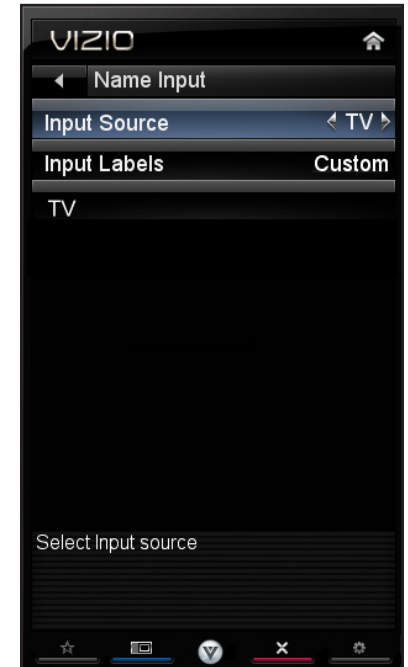 VIZIO
Name Input
Input Source TV
Input Labels Custom
TV
Select Input source
V